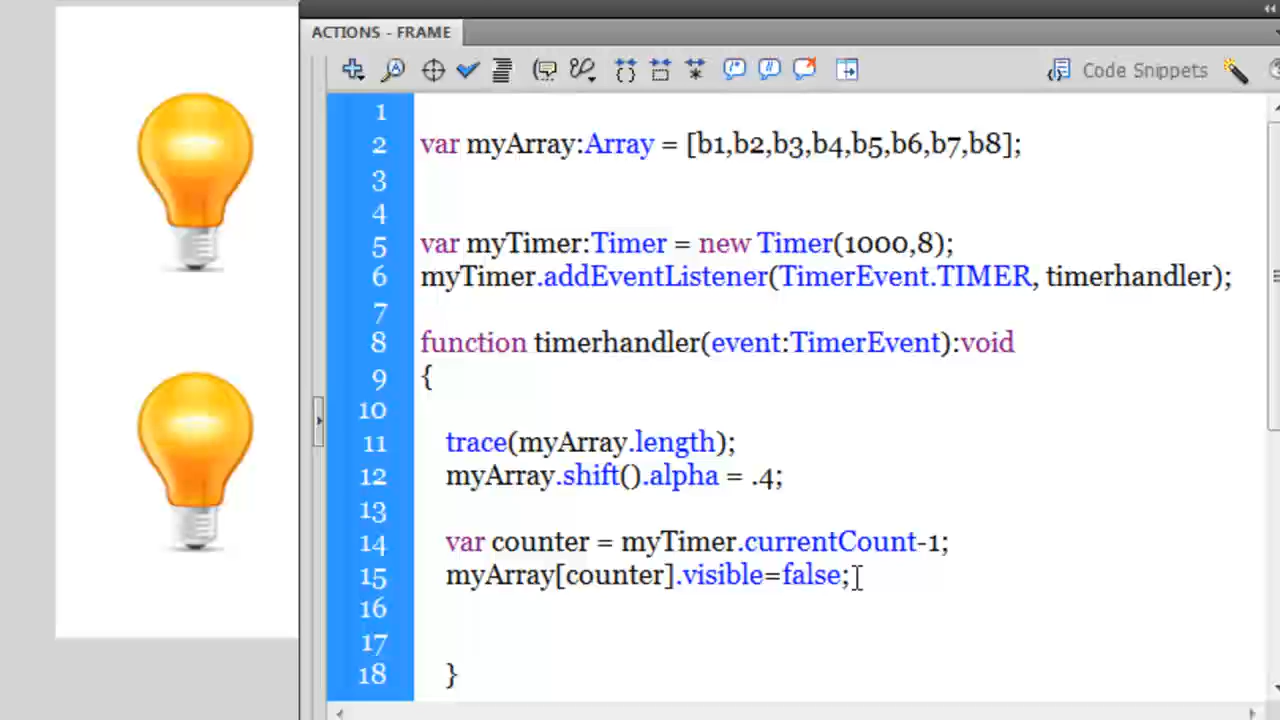 ACTIONS - FRAME
Code Snippets
1
2 var myArray:Array = [b1,b2,b3,b4,b5,b6,b7,b8];
3
4
5 var myTimer:Timer = new Timer(1000,8);
6 myTimer.addEventListener(TimerEvent.TIMER, timerhandler);
7
8 function timerhandler(event:TimerEvent):void
9 {
10
11 trace(myArray.length);
12 myArray.shift().alpha = .4;
13
14 var counter = myTimer.currentCount-1;
15 myArray[counter].visible=false;
16
17
18 }